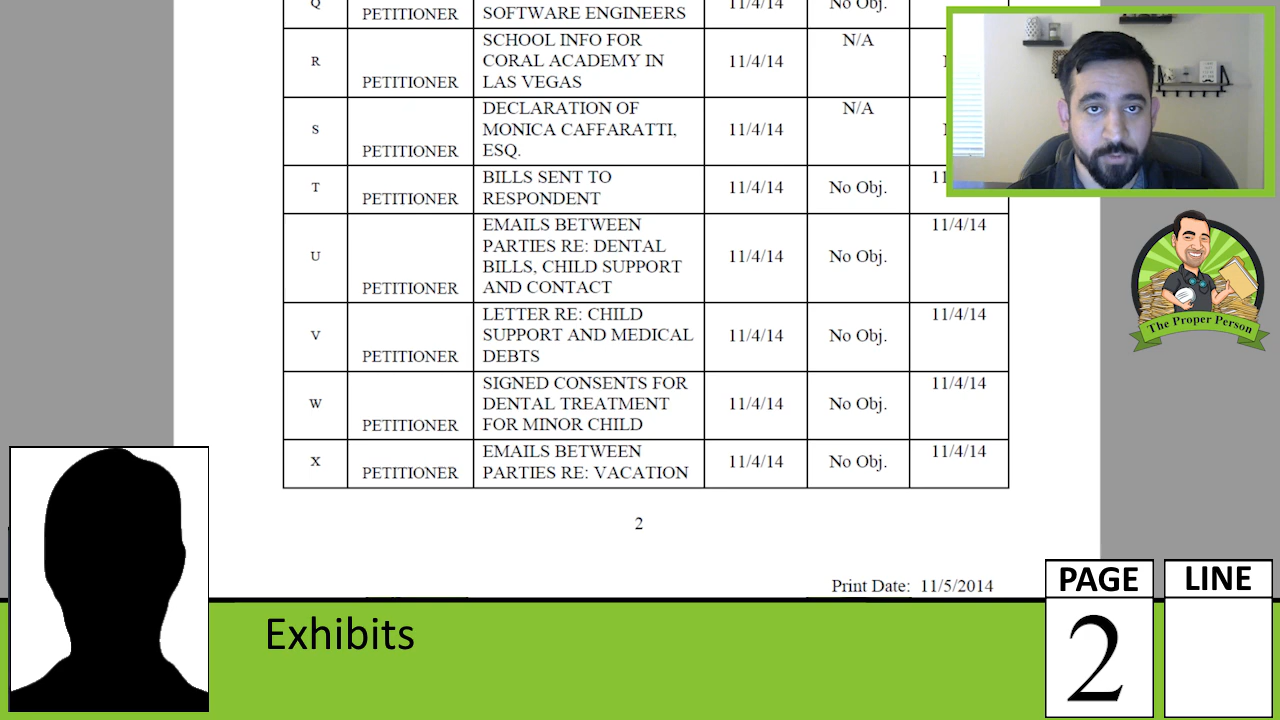 Q
PETITIONER
SOFTWARE ENGINEERS
11/4/14
No Obj.
R
PETITIONER
SCHOOL INFO FOR
CORAL ACADEMY IN
LAS VEGAS
11/4/14
N/A
S
PETITIONER
DECLARATION OF
MONICA CAFFARATTI,
ESQ.
11/4/14
N/A
T
PETITIONER
BILLS SENT TO
RESPONDENT
11/4/14
No Obj.
11
U
PETITIONER
EMAILS BETWEEN
PARTIES RE: DENTAL
BILLS, CHILD SUPPORT
AND CONTACT
11/4/14
No Obj.
11/4/14
V
PETITIONER
LETTER RE: CHILD
SUPPORT AND MEDICAL
DEBTS
11/4/14
No Obj.
11/4/14
W
PETITIONER
SIGNED CONSENTS FOR
DENTAL TREATMENT
FOR MINOR CHILD
11/4/14
No Obj.
11/4/14
X
PETITIONER
EMAILS BETWEEN
PARTIES RE: VACATION
11/4/14
No Obj.
11/4/14
2
Print Date: 11/5/2014
The Proper Person
Exhibits
PAGE
2
LINE